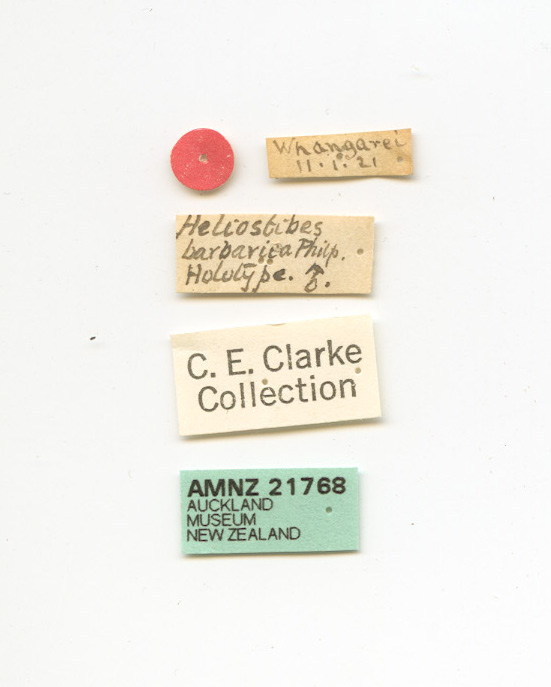 Whangarei
11.1.21
Heliostibes
barbarica Philp.
Holotype. ♂.
C. E. Clarke
Collection
AMNZ 21768
AUCKLAND
MUSEUM
NEW ZEALAND